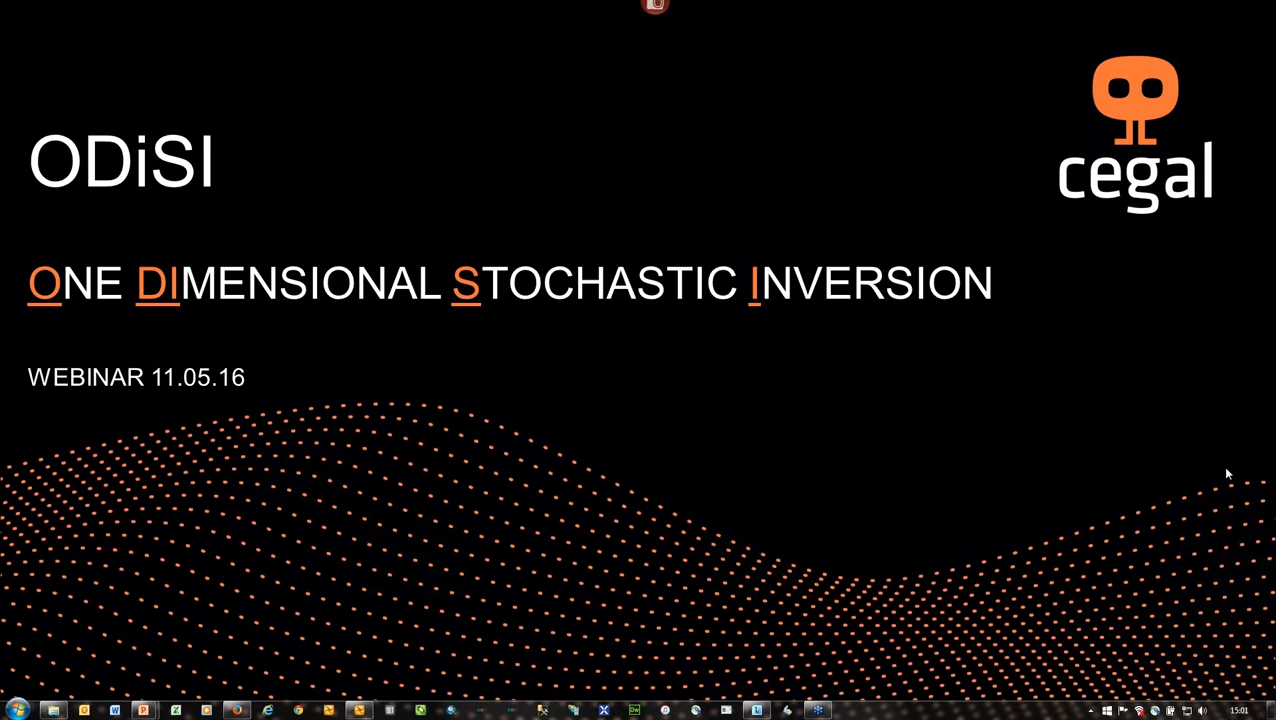 ODiSI
cegal
ONE DIMENSIONAL STOCHASTIC INVERSION
WEBINAR 11.05.16
15:01